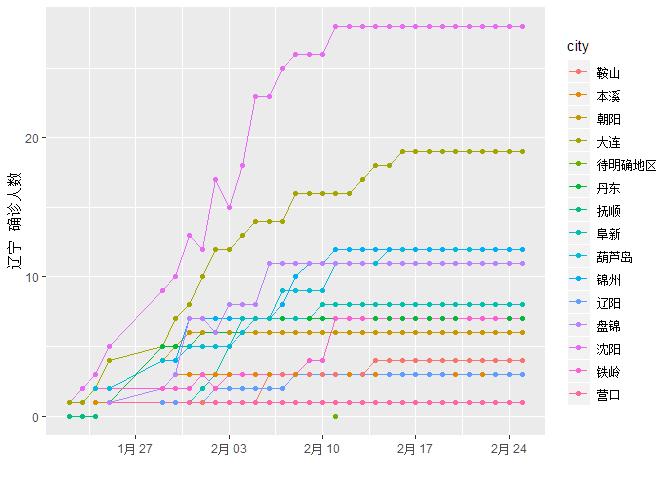 辽宁 确诊人数
20
10
0
1月 27
2月 03
2月 10
2月 17
2月 24
city
鞍山
本溪
朝阳
大连
待明确地区
丹东
抚顺
阜新
葫芦岛
锦州
辽阳
盘锦
沈阳
铁岭
营口